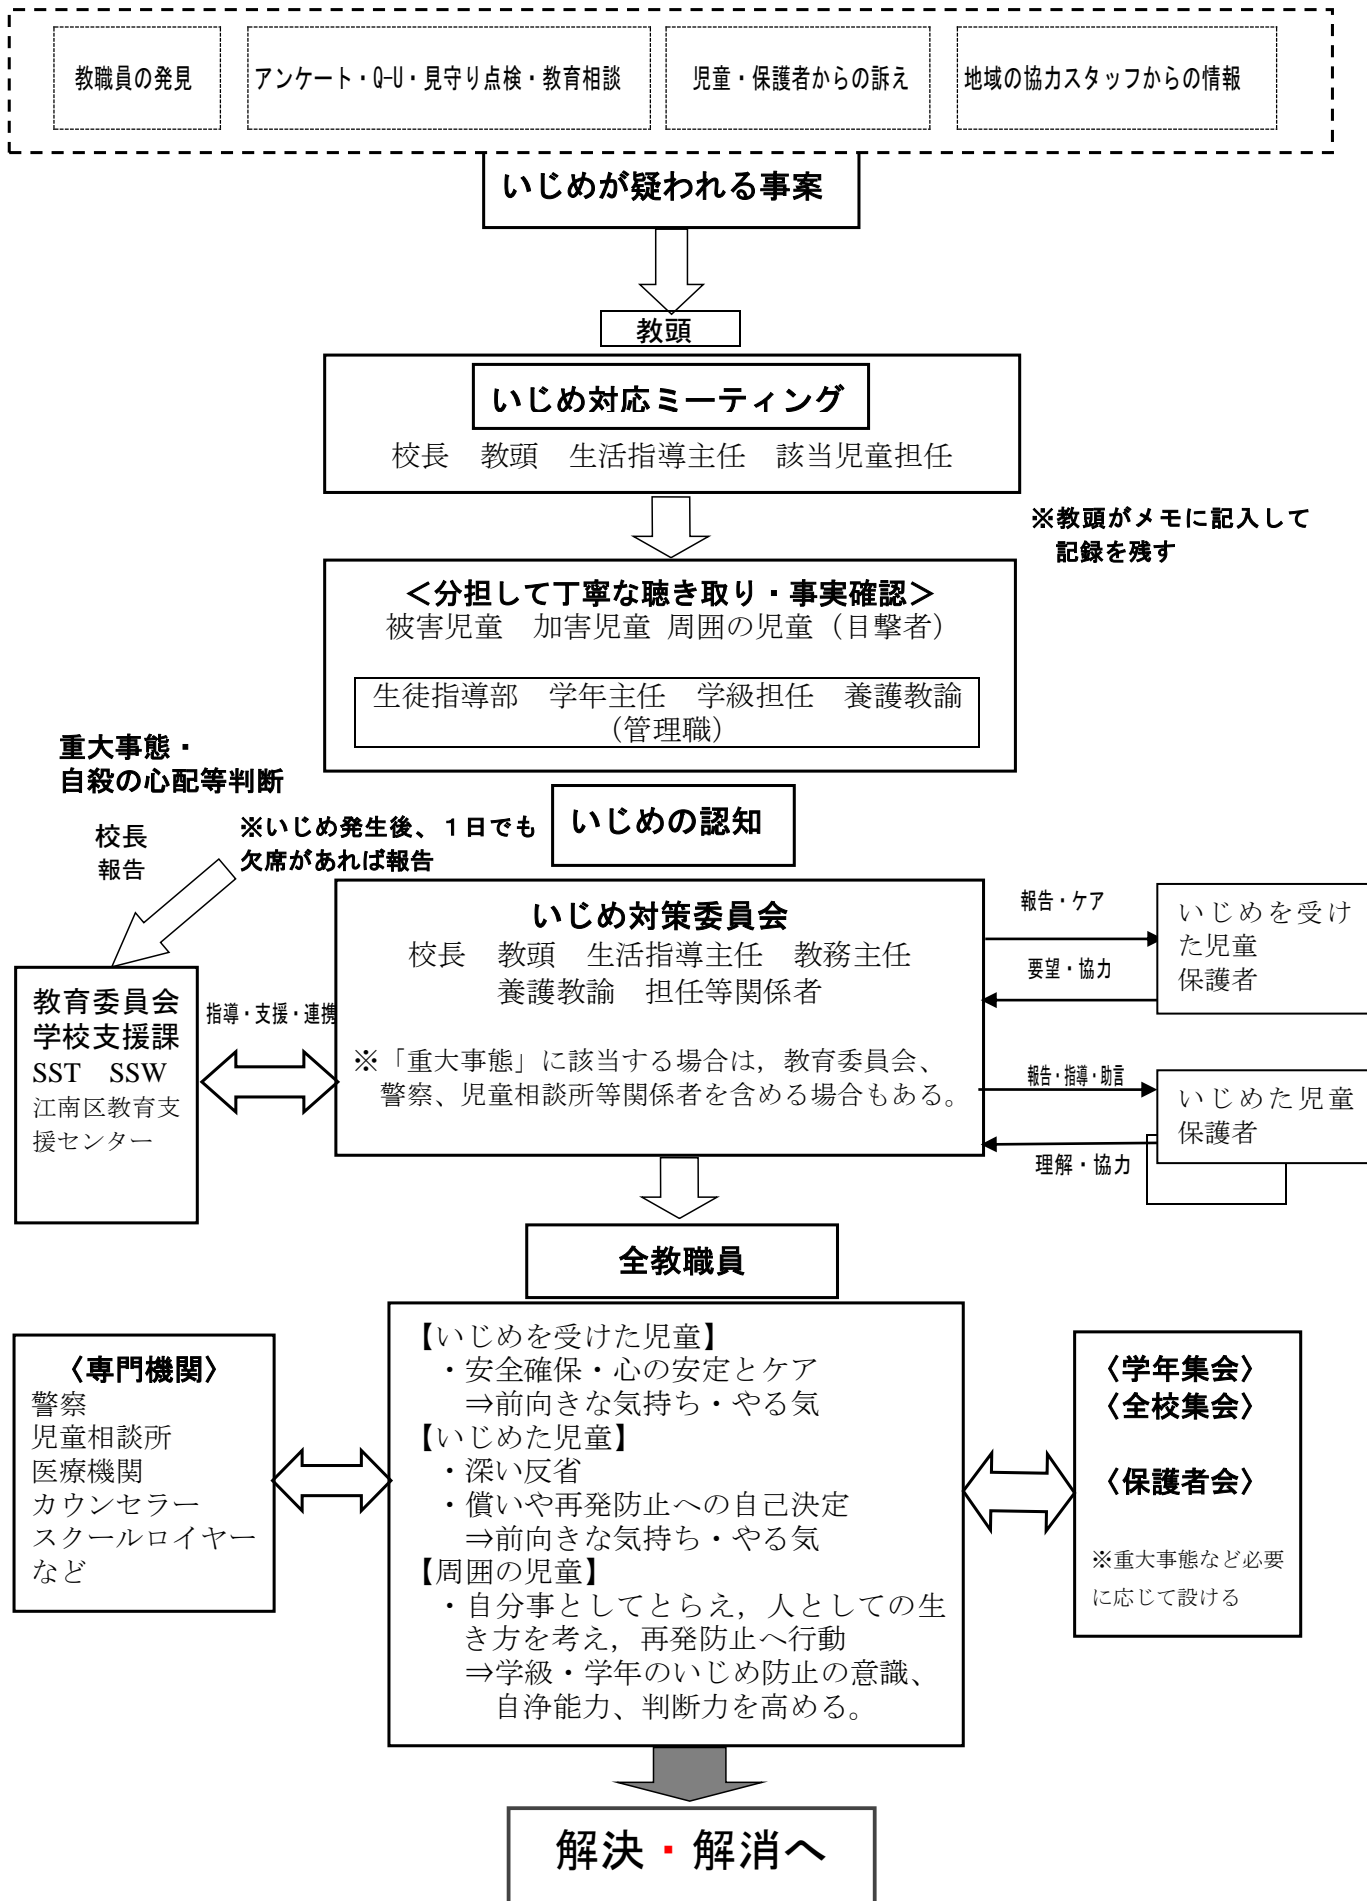 教職員の発見
アンケート・Q-U・見守り点検・教育相談
児童・保護者からの訴え
地域の協力スタッフからの情報
いじめが疑われる事案
教頭
いじめ対応ミーティング
校長　教頭　生活指導主任　該当児童担任
※教頭がメモに記入して
記録を残す
＜分担して丁寧な聴き取り・事実確認＞
被害児童　加害児童 周囲の児童（目撃者）
生徒指導部　学年主任　学級担任　養護教諭
（管理職）
重大事態・
自殺の心配等判断
校長
報告
※いじめ発生後、１日でも
欠席があれば報告
いじめの認知
いじめ対策委員会
校長　教頭　生活指導主任　教務主任
養護教諭　担任等関係者
※「重大事態」に該当する場合は，教育委員会、
警察、児童相談所等関係者を含める場合もある。
報告・ケア
要望・協力
いじめを受け
た児童
保護者
報告・指導・助言
理解・協力
いじめた児童
保護者
教育委員会
学校支援課
SST　SSW
江南区教育支
援センター
指導・支援・連携
全教職員
【いじめを受けた児童】
・安全確保・心の安定とケア
⇒前向きな気持ち・やる気
【いじめた児童】
・深い反省
・償いや再発防止への自己決定
⇒前向きな気持ち・やる気
【周囲の児童】
・自分事としてとらえ，人としての生
き方を考え，再発防止へ行動
⇒学級・学年のいじめ防止の意識、
自浄能力、判断力を高める。
〈専門機関〉
警察
児童相談所
医療機関
カウンセラー
スクールロイヤー
など
〈学年集会〉
〈全校集会〉
〈保護者会〉
※重大事態など必要
に応じて設ける
解決・解消へ